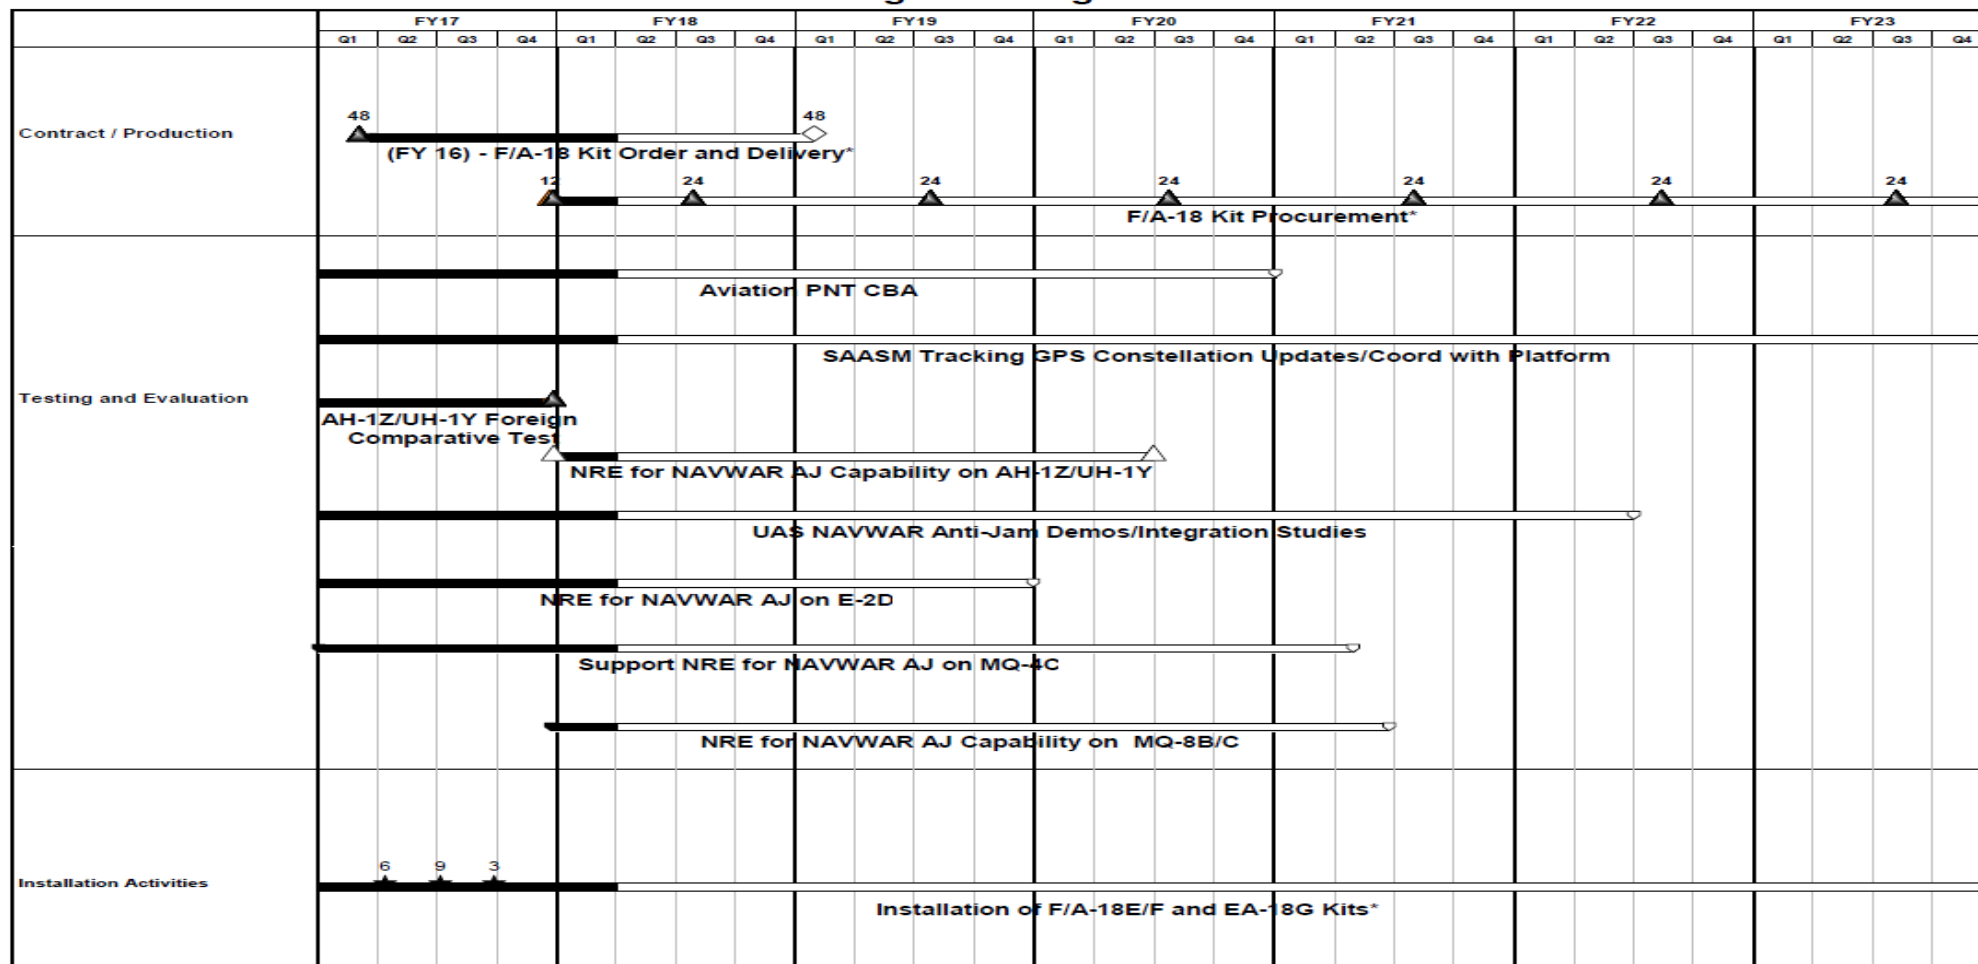 FY17 FY18 FY19 FY20 FY21 FY22 FY23
Q1 Q2 Q3 Q4 Q1 Q2 Q3 Q4 Q1 Q2 Q3 Q4 Q1 Q2 Q3 Q4 Q1 Q2 Q3 Q4 Q1 Q2 Q3 Q4 Q1 Q2 Q3 Q4
48 48
Contract / Production
(FY 16) - F/A-18 Kit Order and Delivery*
12 24 24 24 24 24 24
F/A-18 Kit Procurement*
Aviation PNT CBA
SAASM Tracking GPS Constellation Updates/Coord with Platform
Testing and Evaluation
AH-1Z/UH-1Y Foreign
Comparative Test
NRE for NAVWAR AJ Capability on AH-1Z/UH-1Y
UAS NAVWAR Anti-Jam Demos/Integration Studies
NRE for NAVWAR AJ on E-2D
Support NRE for NAVWAR AJ on MQ-4C
NRE for NAVWAR AJ Capability on MQ-8B/C
6 9 3
Installation Activities
Installation of F/A-18E/F and EA-18G Kits*